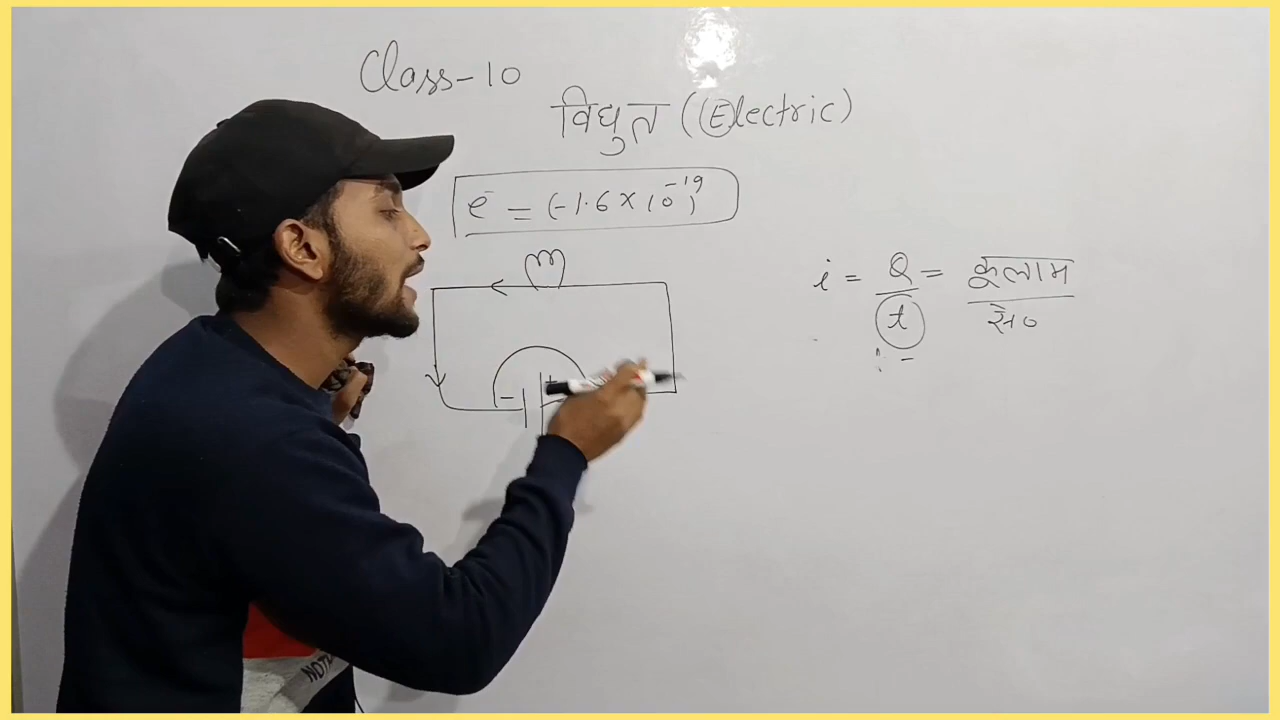 Class-10
विद्युत (Electric)
e⁻ = (-1.6 x 10⁻¹⁹)
i = Q/t = कूलाम/से०
- +